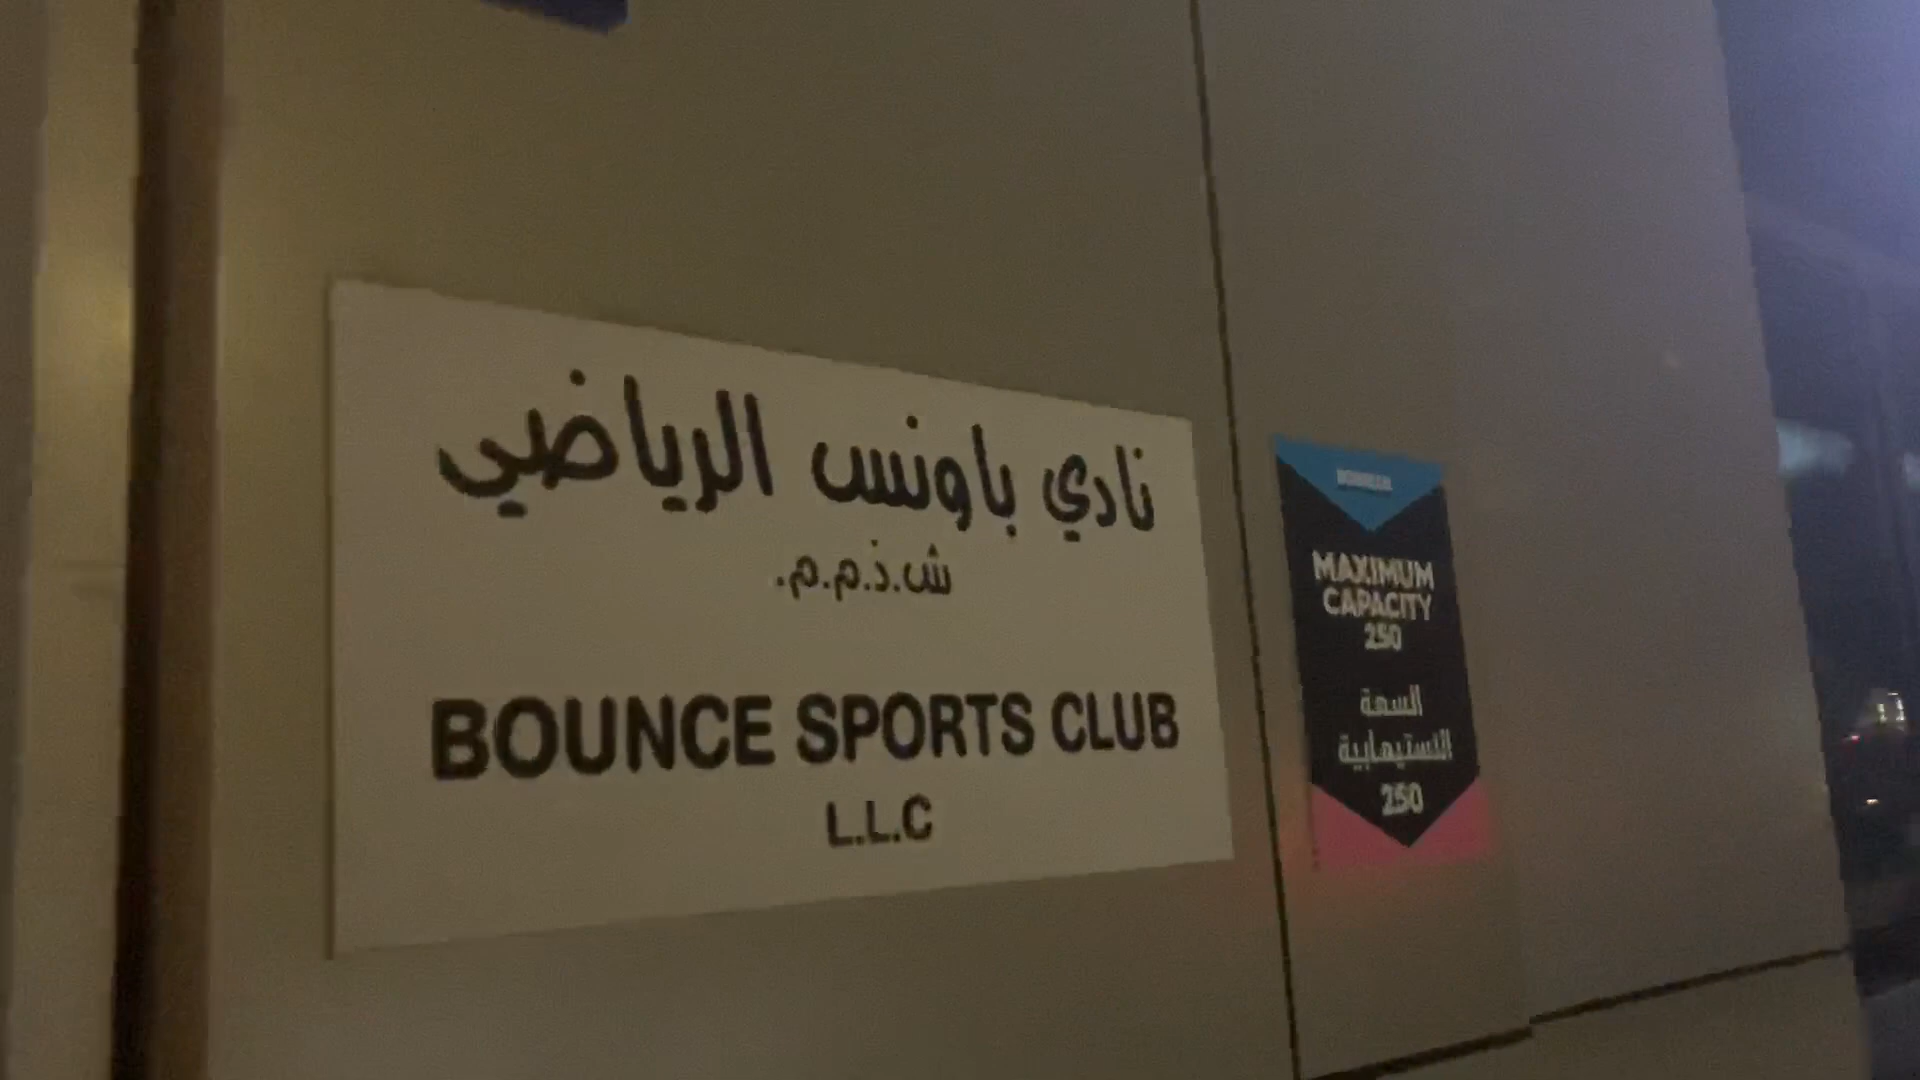 نادي باونس الرياضي
ش.ذ.م.م.
BOUNCE SPORTS CLUB
L.L.C
MAXIMUM
CAPACITY
250
السعة
الاستيعابية
250